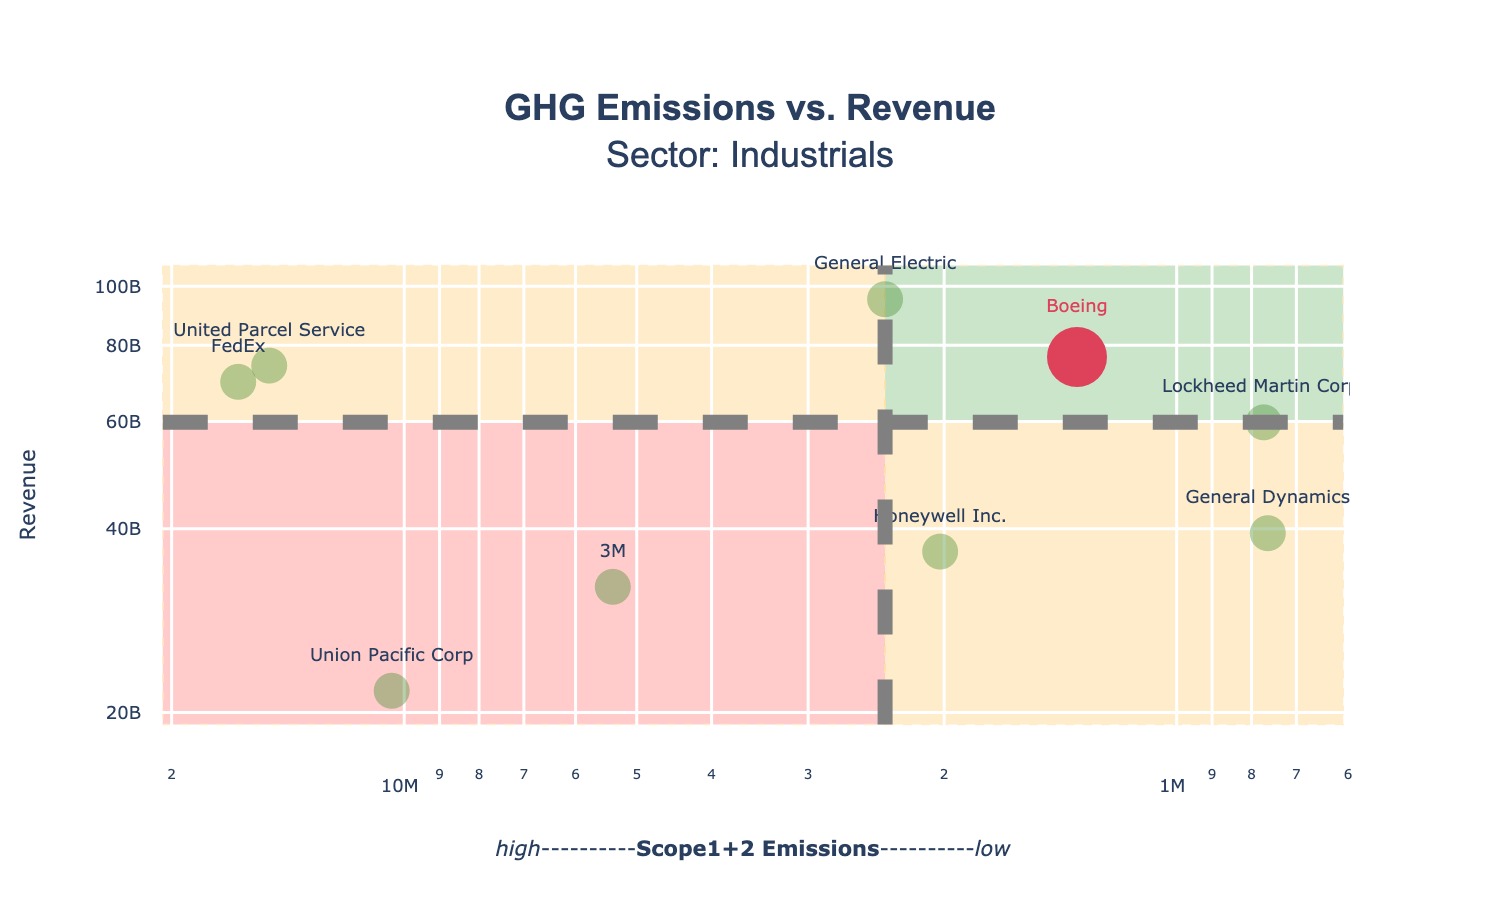 GHG Emissions vs. Revenue
Sector: Industrials
General Electric
100B
Boeing
United Parcel Service
80B
FedEx
Lockheed Martin Corp
60B
Revenue
General Dynamics
Honeywell Inc.
40B
3M
Union Pacific Corp
20B
2 9 8 7 6 5 4 3 2 9 8 7 6
10M 1M
high----------Scope1+2 Emissions----------low